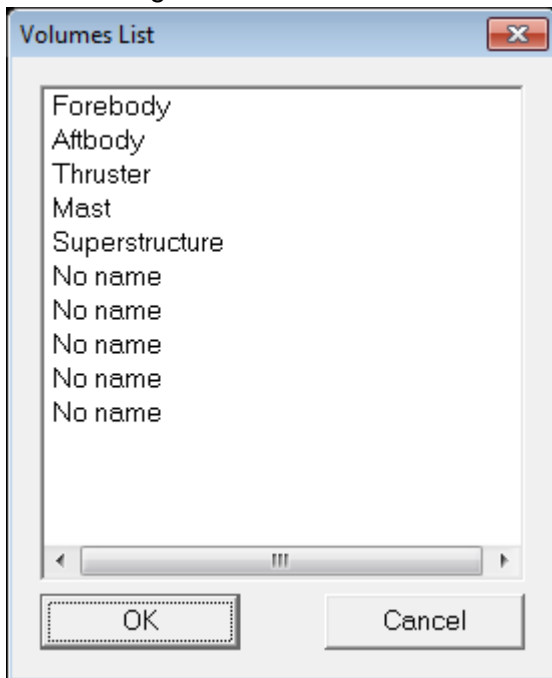 Volumes List
Forebody
Aftbody
Thruster
Mast
Superstructure
No name
No name
No name
No name
No name
OK
Cancel